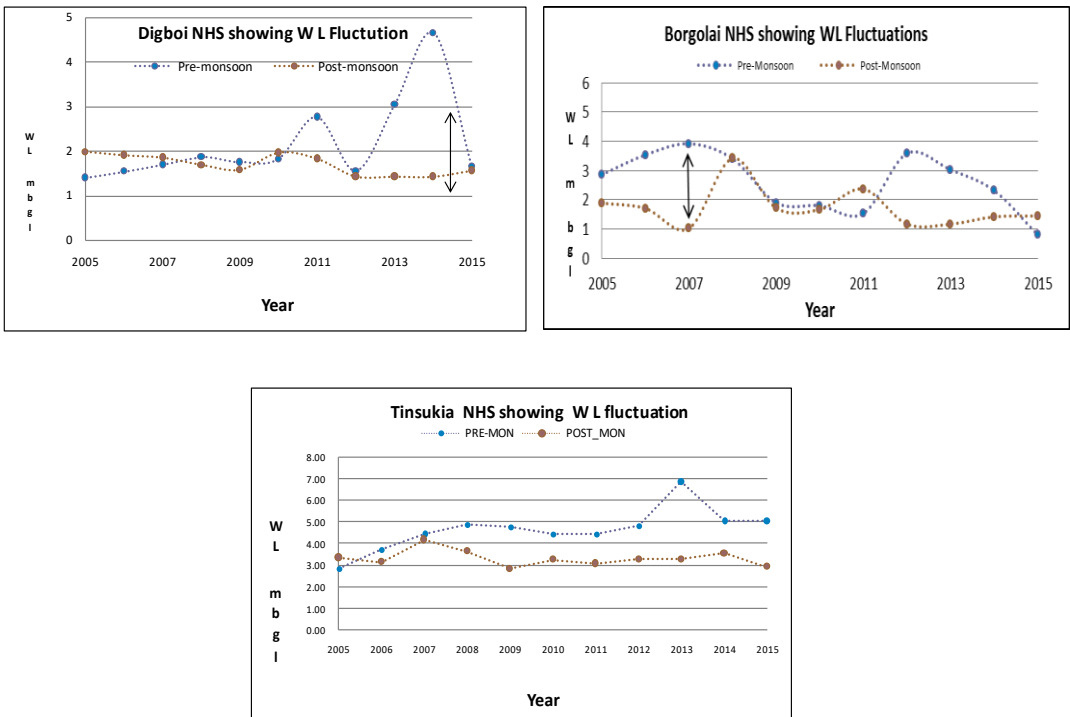 Digboi NHS showing W L Fluctution
Pre-monsoon Post-monsoon
5
4
3
2
1
0
W
L
m
b
g
l
2005 2007 2009 2011 2013 2015
Year
Borgolai NHS showing WL Fluctuations
Pre-Monsoon Post-Monsoon
6
5
4
3
2
1
0
W
L
m
b
g
l
2005 2007 2009 2011 2013 2015
Year
Tinsukia NHS showing W L fluctuation
PRE-MON POST_MON
8.00
7.00
6.00
5.00
4.00
3.00
2.00
1.00
0.00
W
L
m
b
g
l
2005 2006 2007 2008 2009 2010 2011 2012 2013 2014 2015
Year